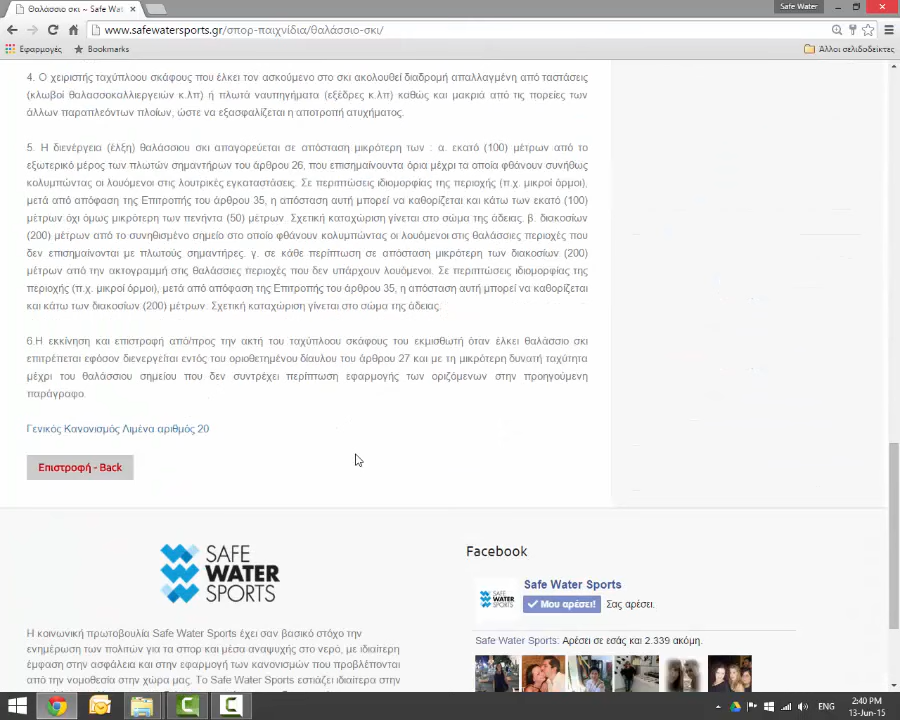 Θαλάσσιο σκι ~ Safe Wat
Safe Water
www.safewatersports.gr/σπορ-παιχνίδια/θαλάσσιο-σκι/
Εφαρμογές
Bookmarks
Άλλοι σελιδοδείκτες
4. Ο χειριστής ταχύπλοου σκάφους που έλκει τον ασκούμενο στο σκι ακολουθεί διαδρομή απαλλαγμένη από ταστάσεις
(κλωβοί θαλασσοκαλλιεργειών κ.λπ) ή πλωτά ναυπηγήματα (εξέδρες κ.λπ) καθώς και μακριά από τις πορείες των
άλλων παραπλεόντων πλοίων, ώστε να εξασφαλίζεται η αποτροπή ατυχήματος.
5. Η διενέργεια (έλξη) θαλάσσιου σκι απαγορεύεται σε απόσταση μικρότερη των : α. εκατό (100) μέτρων από το
εξωτερικό μέρος των πλωτών σημαντήρων του άρθρου 26, που επισημαίνουντα όρια μέχρι τα οποία φθάνουν συνήθως
κολυμπώντας οι λουόμενοι στις λουτρικές εγκαταστάσεις. Σε περιπτώσεις ιδιομορφίας της περιοχής (π.χ. μικροί όρμοι),
μετά από απόφαση της Επιτροπής του άρθρου 35, η απόσταση αυτή μπορεί να καθορίζεται και κάτω των εκατό (100)
μέτρων όχι όμως μικρότερη των πενήντα (50) μέτρων. Σχετική καταχώριση γίνεται στο σώμα της άδειας. β. διακοσίων
(200) μέτρων από το συνηθισμένο σημείο στο οποίο φθάνουν κολυμπώντας οι λουόμενοι στις θαλάσσιες περιοχές που
δεν επισημαίνονται με πλωτούς σημαντήρες. γ. σε κάθε περίπτωση σε απόσταση μικρότερη των διακοσίων (200)
μέτρων από την ακτογραμμή στις θαλάσσιες περιοχές που δεν υπάρχουν λουόμενοι. Σε περιπτώσεις ιδιομορφίας της
περιοχής (π.χ. μικροί όρμοι), μετά από απόφαση της Επιτροπής του άρθρου 35, η απόσταση αυτή μπορεί να καθορίζεται
και κάτω των διακοσίων (200) μέτρων. Σχετική καταχώριση γίνεται στο σώμα της άδειας.
6.Η εκκίνηση και επιστροφή από/προς την ακτή του ταχύπλοου σκάφους του εκμισθωτή όταν έλκει θαλάσσιο σκι
επιτρέπεται εφόσον διενεργείται εντός του οριοθετημένου δίαυλου του άρθρου 27 και με τη μικρότερη δυνατή ταχύτητα
μέχρι του θαλάσσιου σημείου που δεν συντρέχει περίπτωση εφαρμογής των οριζόμενων στην προηγούμενη
παράγραφο.
Γενικός Κανονισμός Λιμένα αριθμός 20
Επιστροφή - Back
SAFE
WATER
SPORTS
Η κοινωνική πρωτοβουλία Safe Water Sports έχει σαν βασικό στόχο την
ενημέρωση των πολιτών για τα σπορ και μέσα αναψυχής στο νερό, με ιδιαίτερη
έμφαση στην ασφάλεια και στην εφαρμογή των κανονισμών που προβλέπονται
από την νομοθεσία στην χώρα μας. Το Safe Water Sports εστιάζει ιδιαίτερα στην
Facebook
SAFE
WATER
SPORTS
Safe Water Sports
Μου αρέσει!
Σας αρέσει.
Safe Water Sports: Αρέσει σε εσάς και 2.339 ακόμη.
ENG
2:40 PM
13-Jun-15